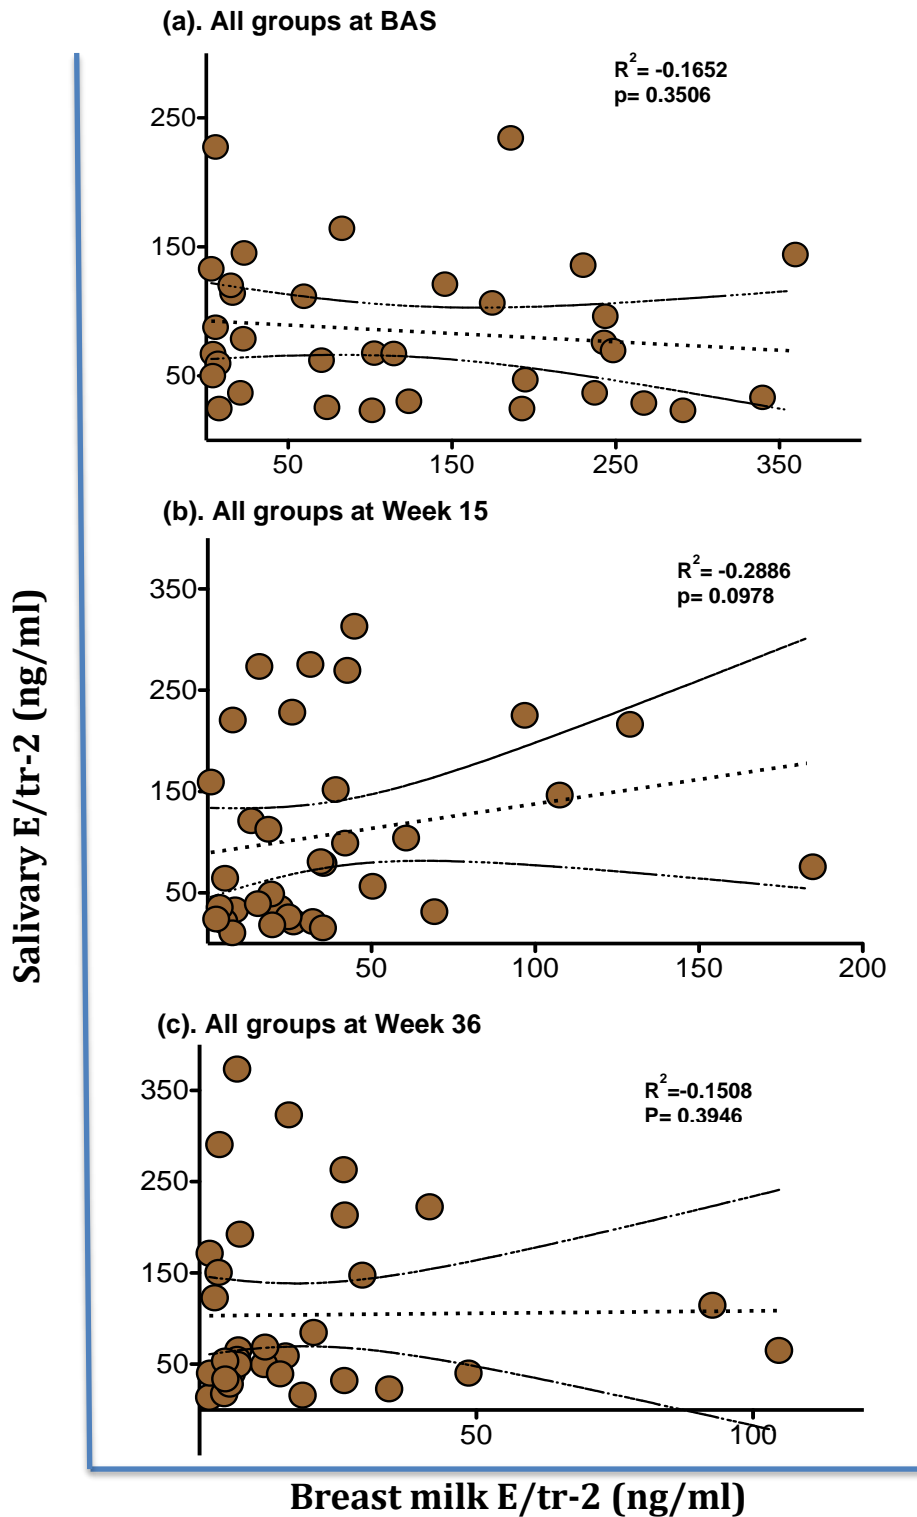 (a). All groups at BAS
R²= -0.1652
p= 0.3506
250
150
50
50 150 250 350
(b). All groups at Week 15
R²= -0.2886
p= 0.0978
350
250
150
50
50 100 150 200
(c). All groups at Week 36
R²=-0.1508
P= 0.3946
350
250
150
50
50 100
Salivary E/tr-2 (ng/ml)
Breast milk E/tr-2 (ng/ml)